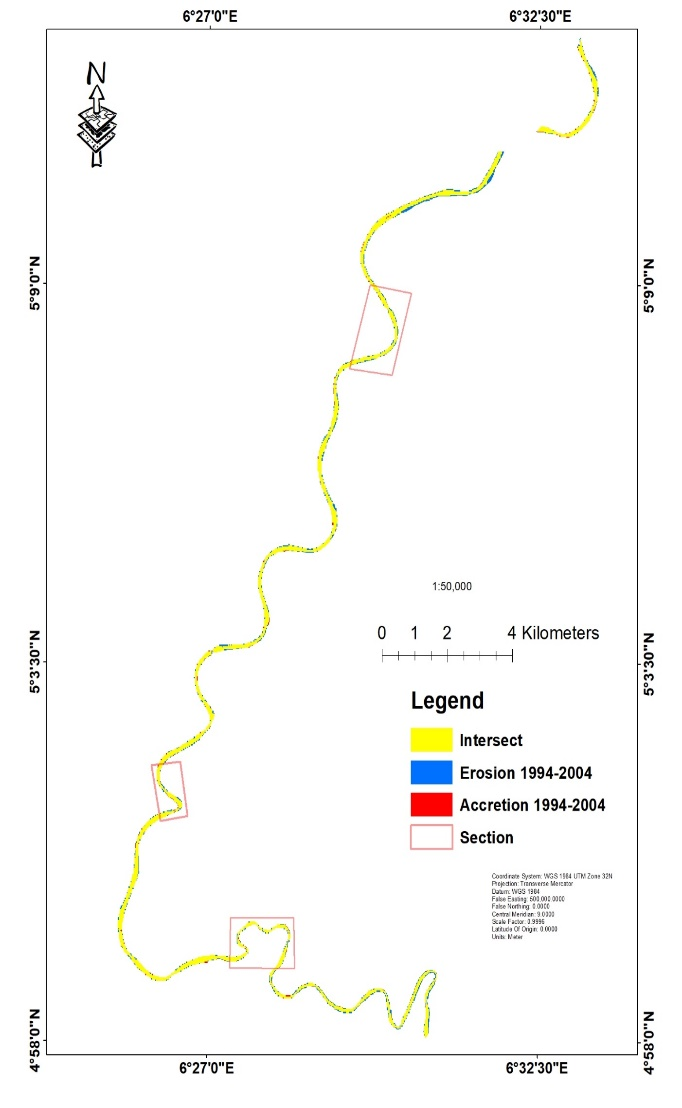 6°27'0"E 6°32'30"E
N
5°9'0"N 5°9'0"N
1:50,000
0 1 2 4 Kilometers
5°3'30"N 5°3'30"N
Legend
Intersect
Erosion 1994-2004
Accretion 1994-2004
Section
Coordinate System: WGS 1984 UTM Zone 32N
Projection: Transverse Mercator
Datum: WGS 1984
False Easting: 500,000.0000
False Northing: 0.0000
Central Meridian: 9.0000
Scale Factor: 0.9996
Latitude Of Origin: 0.0000
Units: Meter
4°58'0"N 4°58'0"N
6°27'0"E 6°32'30"E